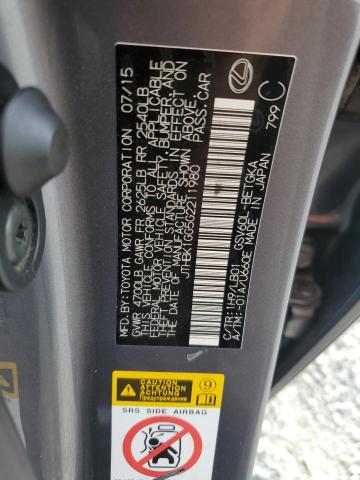 MFD. BY:TOYOTA MOTOR CORPORATION 07/15
GVWR 4700LB GAWR FR 2625LB RR 2540LB
THIS VEHICLE CONFORMS TO ALL APPLICABLE
FEDERAL MOTOR VEHICLE SAFETY, BUMPER AND
THEFT PREVENTION STANDARDS IN EFFECT ON
THE DATE OF MANUFACTURE SHOWN ABOVE.
JTHBK1GG5G2211980 PASS.CAR
C/TR:1H9/LB01 GSV60L-BETGKA
A/TM:-01A/U660E MADE IN JAPAN
799 C
CAUTION
ATTENTION
Предупреждение
9
SRS SIDE AIRBAG